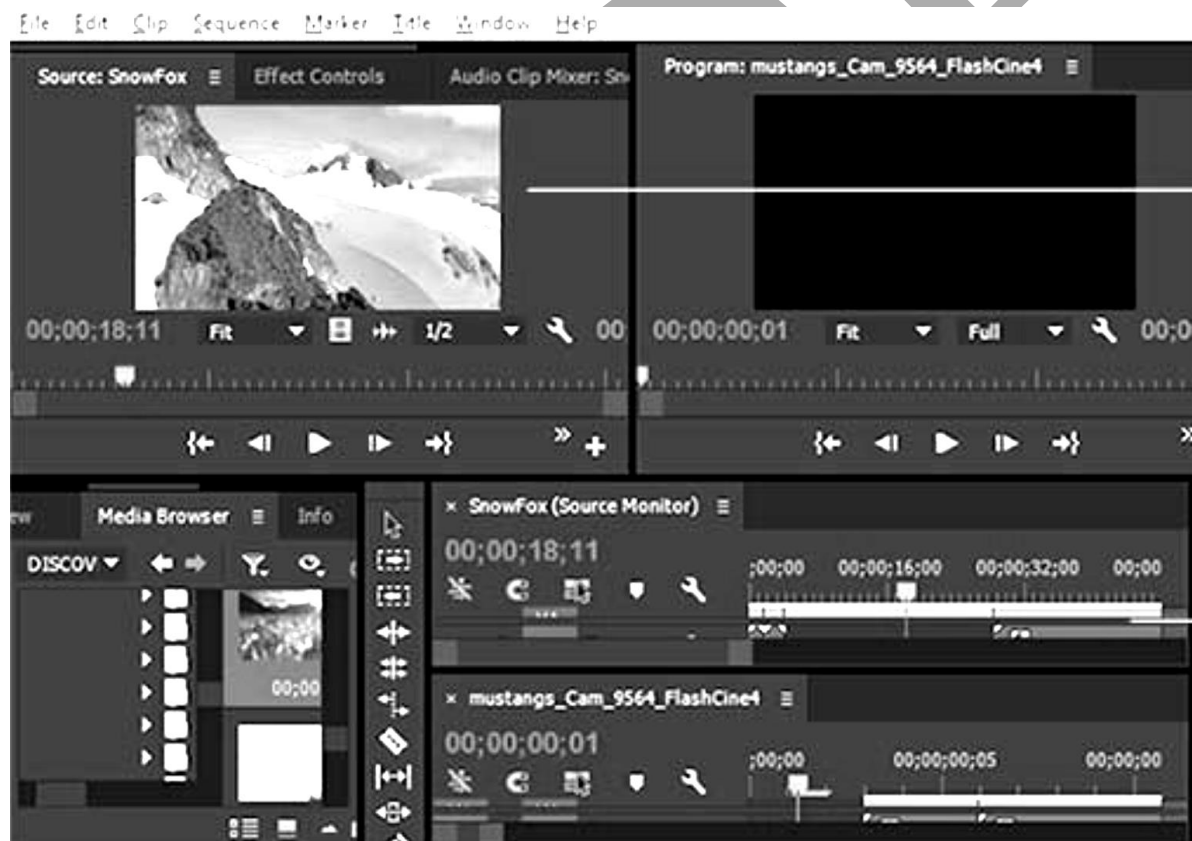 File Edit Clip Sequence Marker Title Window Help
Source: SnowFox Effect Controls Audio Clip Mixer:
Program: mustangs_Cam_9564_FlashCine4
00;00;18;11 Fit 1/2 00
00;00;00;01 Fit Full 00;0
Media Browser Info
DISCOV
00;00
× SnowFox (Source Monitor)
00;00;18;11
;00;00 00;00;16;00 00;00;32;00 00;00
× mustangs_Cam_9564_FlashCine4
00;00;00;01
;00;00 00;00;00;05 00;00;00